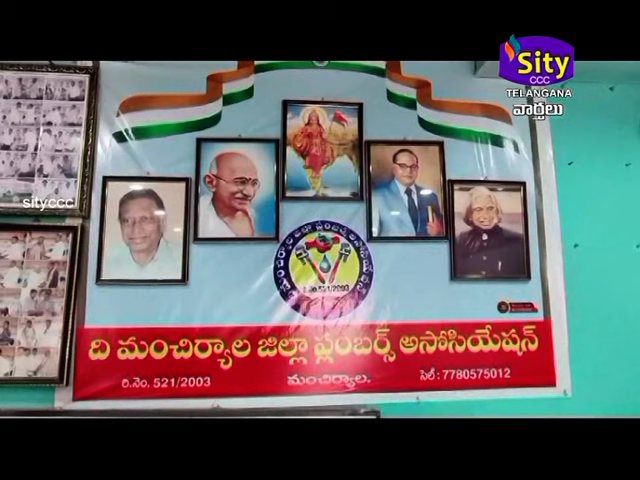 Sity
CCC
TELANGANA
వార్తలు
sityccc
ది మంచిర్యాల జిల్లా ప్లంబర్స్ అసోసియేషన్
రి.నెం. 521/2003
మంచిర్యాల.
సెల్ : 7780575012